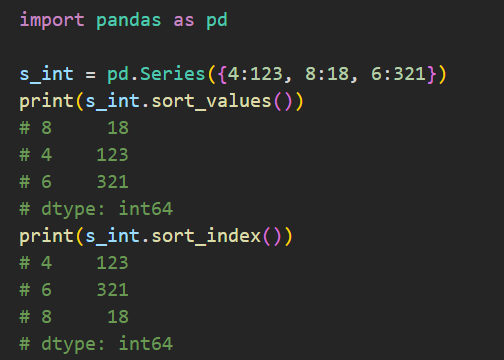 import pandas as pd

s_int = pd.Series({4:123, 8:18, 6:321})
print(s_int.sort_values())
# 8     18
# 4    123
# 6    321
# dtype: int64
print(s_int.sort_index())
# 4    123
# 6    321
# 8     18
# dtype: int64